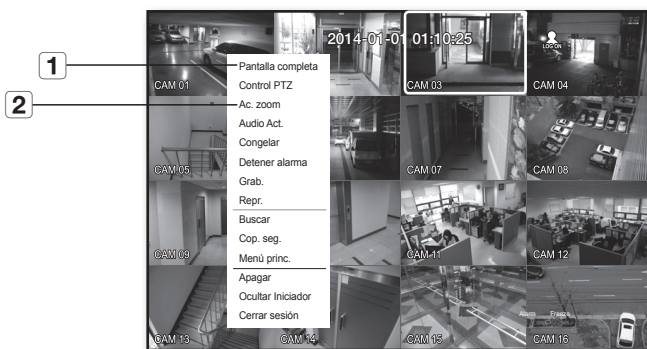 1
2
2014-01-01 01:10:25
LOG ON
CAM 01
CAM 03
CAM 04
Pantalla completa
Control PTZ
Ac. zoom
Audio Act.
Congelar
Detener alarma
Grab.
Repr.
Buscar
Cop. seg.
Menú princ.
Apagar
Ocultar Iniciador
Cerrar sesión
CAM 05
CAM 07
CAM 08
CAM 09
CAM 11
CAM 12
Alarm Freeze
CAM 13
CAM 14
CAM 15
CAM 16